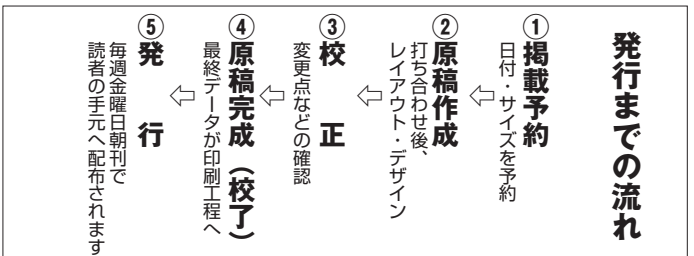 発行までの流れ
①掲載予約
日付・サイズを予約
②原稿作成
打ち合わせ後、
レイアウト・デザイン
③校正
変更点などの確認
④原稿完成（校了）
最終データが印刷工程へ
⑤発行
毎週金曜日朝刊で
読者の手元へ配布されます